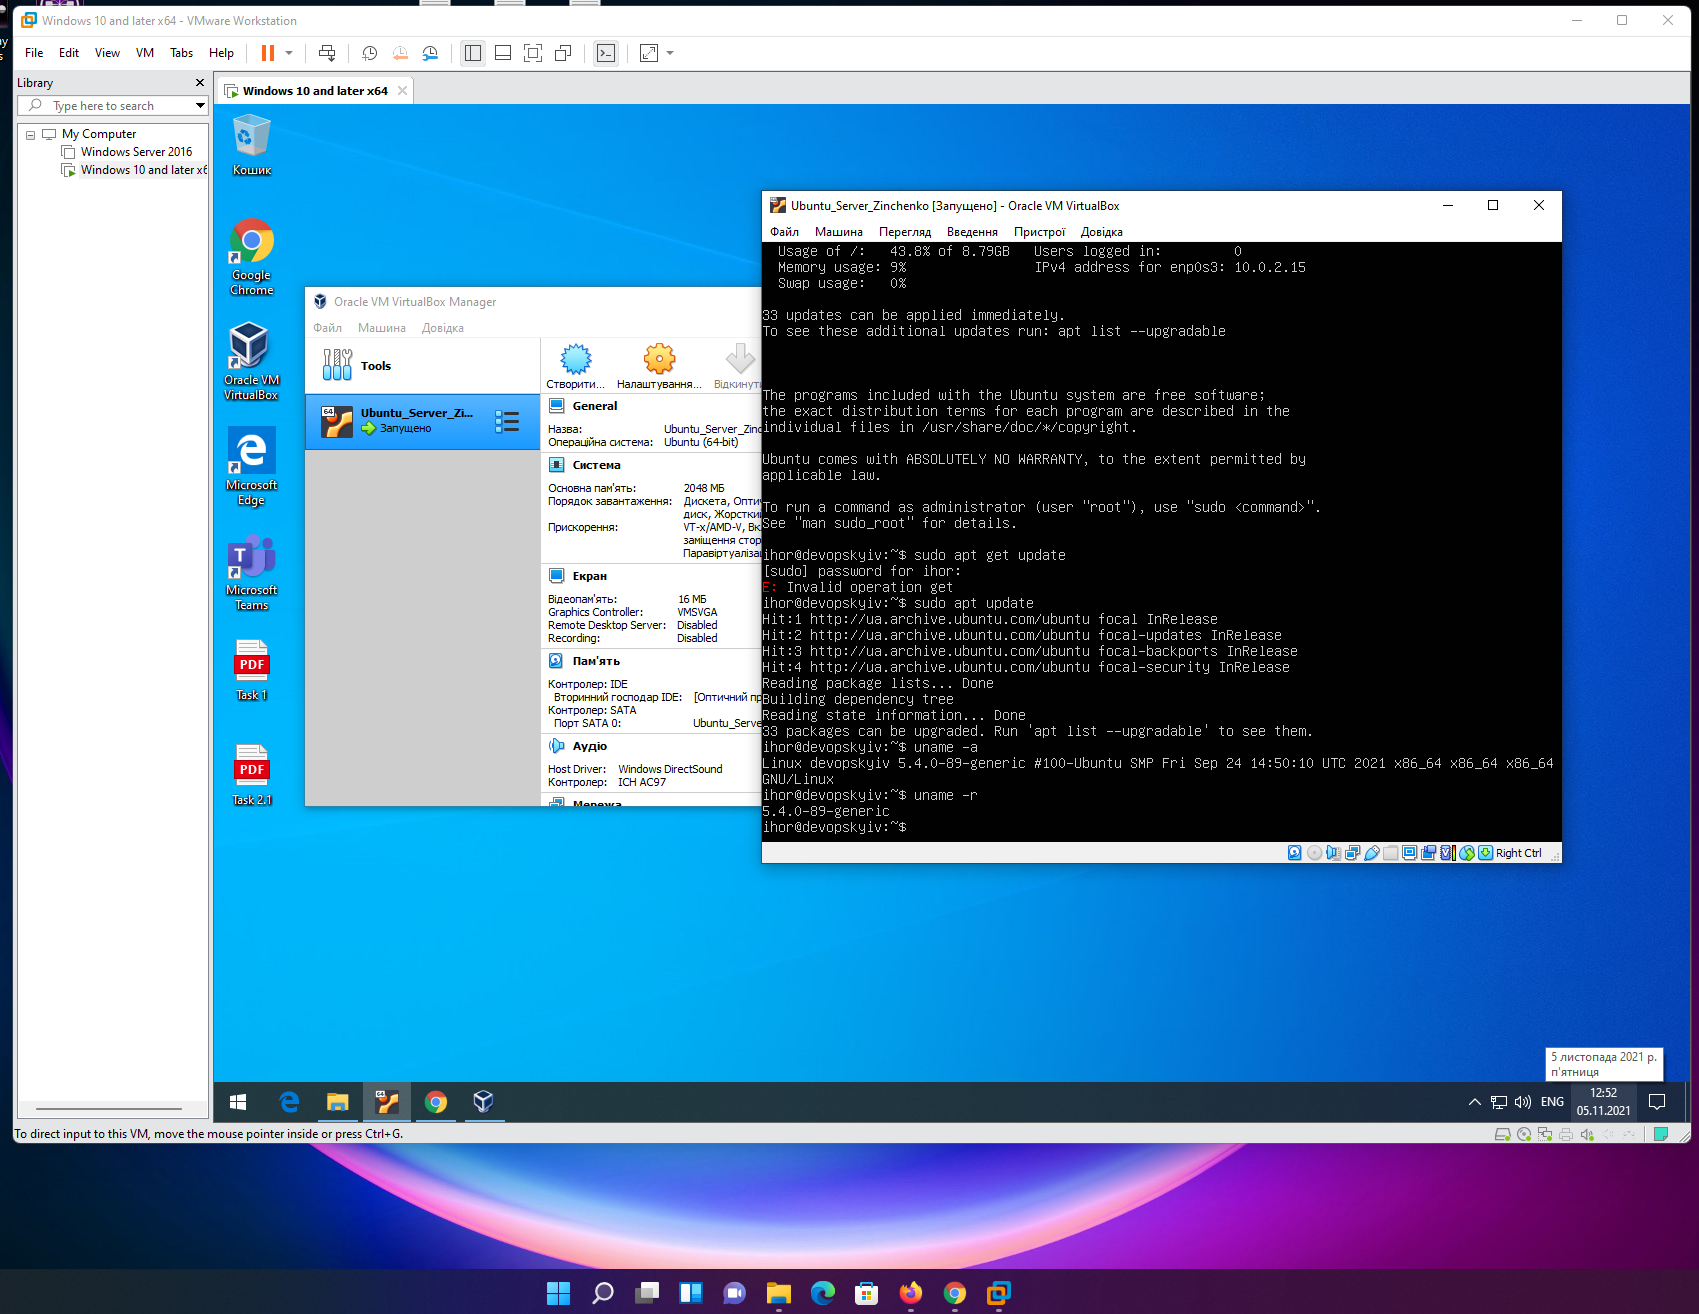 Windows 10 and later x64 - VMware Workstation
File Edit View VM Tabs Help
Library
Type here to search
My Computer
Windows Server 2016
Windows 10 and later x6
Windows 10 and later x64
Кошик
Google
Chrome
Oracle VM
VirtualBox
Microsoft
Edge
Microsoft
Teams
PDF
Task 1
PDF
Task 2.1
Oracle VM VirtualBox Manager
Файл Машина Довідка
Tools
64
Ubuntu_Server_Zi...
Запущено
Створити... Налаштування... Відкинути
General
Назва: Ubuntu_Server_Zinc
Операційна система: Ubuntu (64-bit)
Система
Основна пам'ять: 2048 МБ
Порядок завантаження: Дискета, Опти
диск, Жорсткий
Прискорення: VT-x/AMD-V, Вк
заміщення стор
Паравіртуаліза
Екран
Відеопам'ять: 16 МБ
Graphics Controller: VMSVGA
Remote Desktop Server: Disabled
Recording: Disabled
Пам'ять
Контролер: IDE
Вторинний господар IDE: [Оптичний пр
Контролер: SATA
Порт SATA 0: Ubuntu_Serve
Аудіо
Host Driver: Windows DirectSound
Контролер: ICH AC97
Мережа
Ubuntu_Server_Zinchenko [Запущено] - Oracle VM VirtualBox
Файл Машина Перегляд Введення Пристрої Довідка
Usage of /: 43.8% of 8.79GB Users logged in: 0
Memory usage: 9% IPv4 address for enp0s3: 10.0.2.15
Swap usage: 0%
33 updates can be applied immediately.
To see these additional updates run: apt list --upgradable
The programs included with the Ubuntu system are free software;
the exact distribution terms for each program are described in the
individual files in /usr/share/doc/*/copyright.
Ubuntu comes with ABSOLUTELY NO WARRANTY, to the extent permitted by
applicable law.
To run a command as administrator (user "root"), use "sudo <command>".
See "man sudo_root" for details.
ihor@devopskyiv:~$ sudo apt get update
[sudo] password for ihor:
E: Invalid operation get
ihor@devopskyiv:~$ sudo apt update
Hit:1 http://ua.archive.ubuntu.com/ubuntu focal InRelease
Hit:2 http://ua.archive.ubuntu.com/ubuntu focal-updates InRelease
Hit:3 http://ua.archive.ubuntu.com/ubuntu focal-backports InRelease
Hit:4 http://ua.archive.ubuntu.com/ubuntu focal-security InRelease
Reading package lists... Done
Building dependency tree
Reading state information... Done
33 packages can be upgraded. Run 'apt list --upgradable' to see them.
ihor@devopskyiv:~$ uname -a
Linux devopskyiv 5.4.0-89-generic #100-Ubuntu SMP Fri Sep 24 14:50:10 UTC 2021 x86_64 x86_64 x86_64
GNU/Linux
ihor@devopskyiv:~$ uname -r
5.4.0-89-generic
ihor@devopskyiv:~$
Right Ctrl
5 листопада 2021 р.
п'ятниця
ENG
12:52
05.11.2021
To direct input to this VM, move the mouse pointer inside or press Ctrl+G.